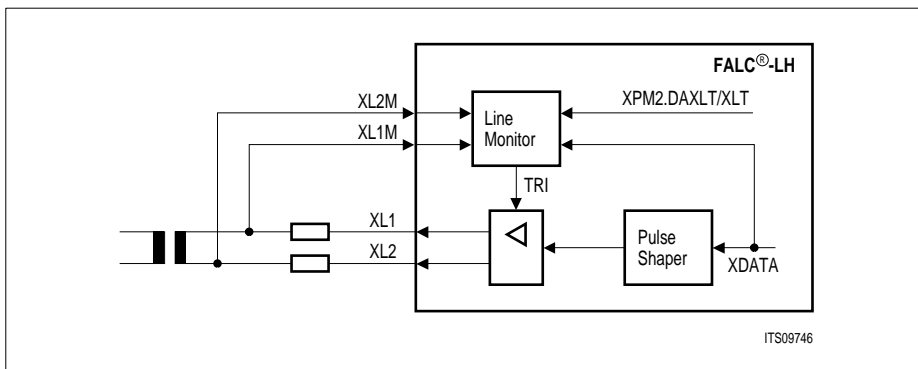 FALC®-LH
XL2M
XPM2.DAXLT/XLT
Line
Monitor
XL1M
TRI
XL1
XL2
Pulse
Shaper
XDATA
ITS09746